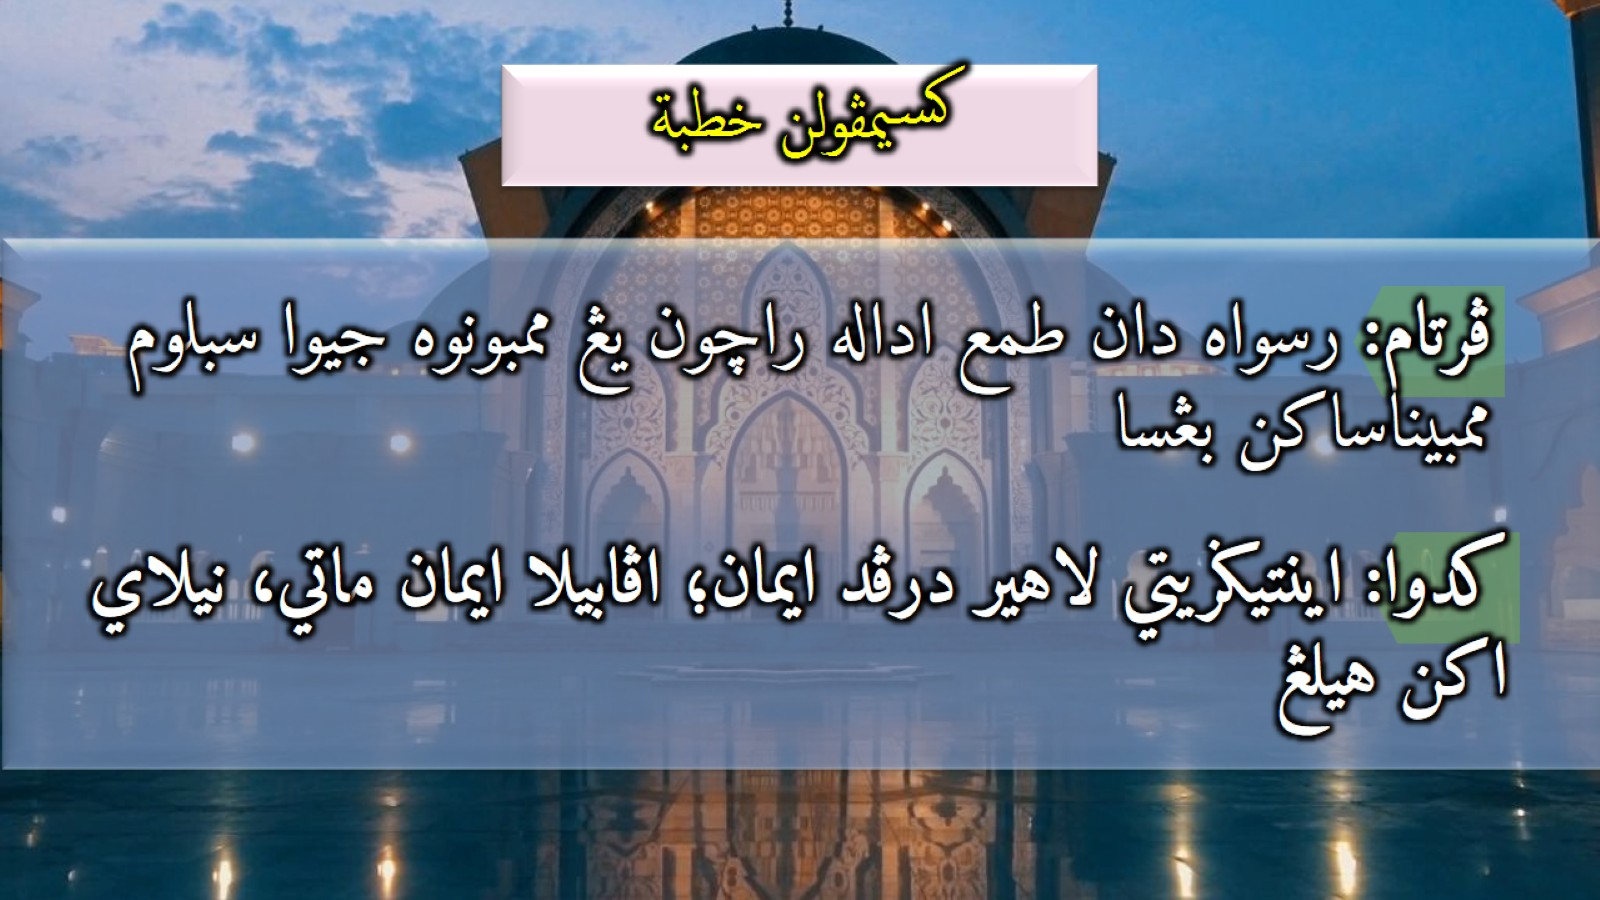 کسيمڤولن خطبة
ڤرتام: رسواه دان طمع اداله راچون يڠ ممبونوه جيوا سبلوم
ممبيناساکن بڠسا
کدوا: اينتيݢريتي لاهير درڤد ايمان؛ اڤابيلا ايمان ماتي، نيلاي
اکن هيلڠ